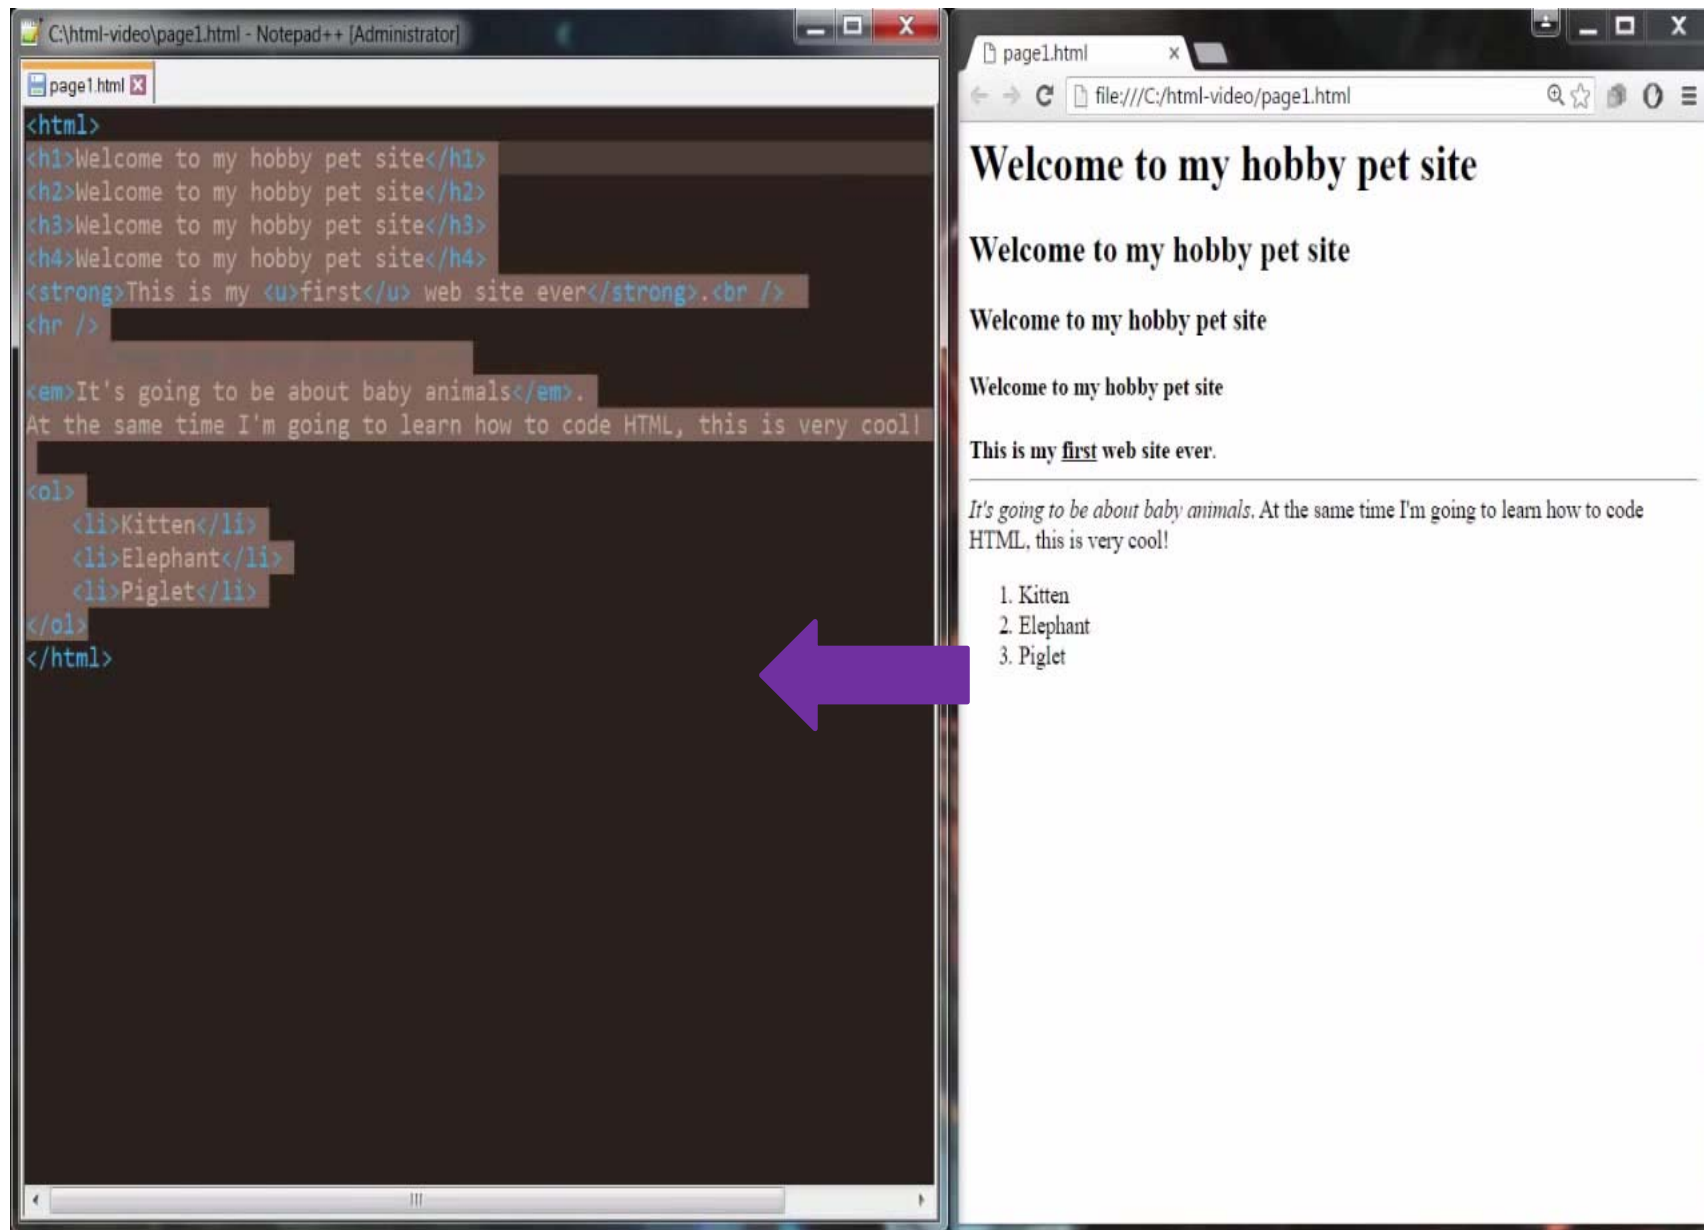 C:\html-video\page1.html - Notepad++ [Administrator]
page1.html
<html>
<h1>Welcome to my hobby pet site</h1>
<h2>Welcome to my hobby pet site</h2>
<h3>Welcome to my hobby pet site</h3>
<h4>Welcome to my hobby pet site</h4>
<strong>This is my <u>first</u> web site ever</strong>.<br />
<hr />
<em>It's going to be about baby animals</em>.
At the same time I'm going to learn how to code HTML, this is very cool!
<ol>
<li>Kitten</li>
<li>Elephant</li>
<li>Piglet</li>
</ol>
</html>
page1.html
file:///C:/html-video/page1.html
Welcome to my hobby pet site
Welcome to my hobby pet site
Welcome to my hobby pet site
Welcome to my hobby pet site
This is my first web site ever.
It's going to be about baby animals. At the same time I'm going to learn how to code
HTML, this is very cool!
1. Kitten
2. Elephant
3. Piglet